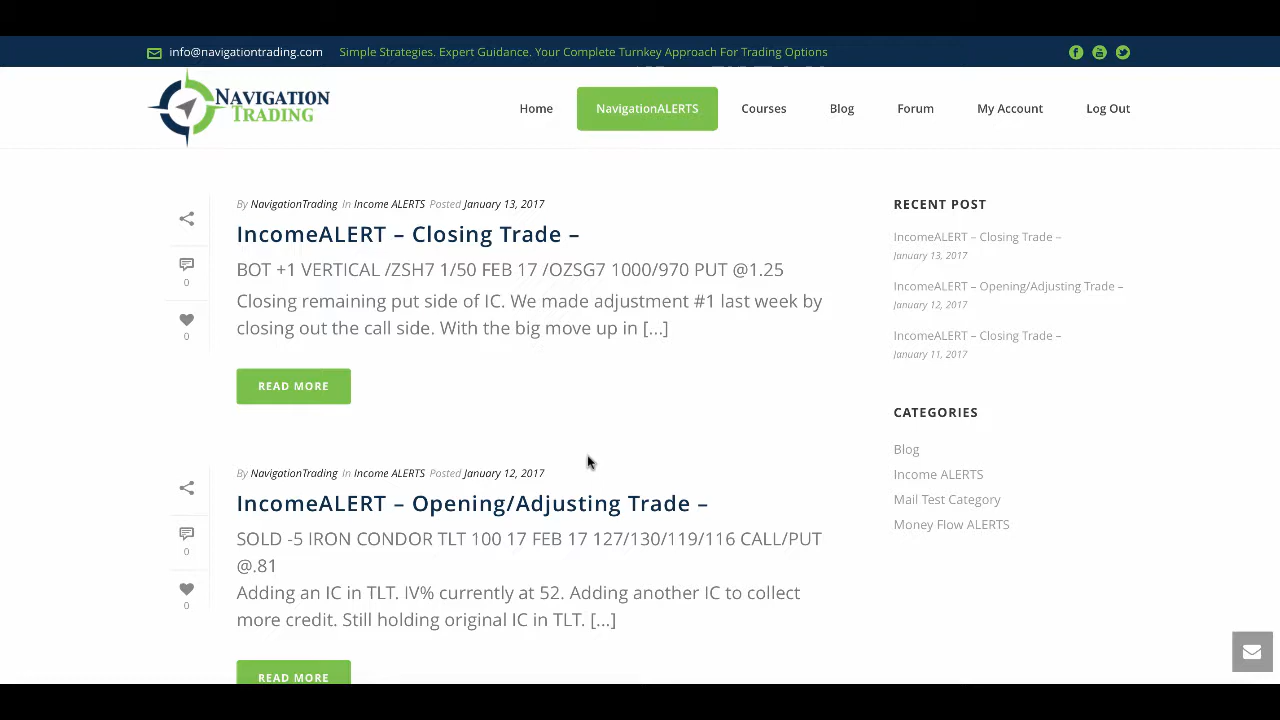 info@navigationtrading.com Simple Strategies. Expert Guidance. Your Complete Turnkey Approach For Trading Options
NAVIGATION
TRADING
Home NavigationALERTS Courses Blog Forum My Account Log Out
By NavigationTrading In Income ALERTS Posted January 13, 2017
IncomeALERT – Closing Trade –
BOT +1 VERTICAL /ZSH7 1/50 FEB 17 /OZSG7 1000/970 PUT @1.25
Closing remaining put side of IC. We made adjustment #1 last week by
closing out the call side. With the big move up in [...]
0
0
READ MORE
By NavigationTrading In Income ALERTS Posted January 12, 2017
IncomeALERT – Opening/Adjusting Trade –
SOLD -5 IRON CONDOR TLT 100 17 FEB 17 127/130/119/116 CALL/PUT
@.81
Adding an IC in TLT. IV% currently at 52. Adding another IC to collect
more credit. Still holding original IC in TLT. [...]
0
0
READ MORE
RECENT POST
IncomeALERT – Closing Trade –
January 13, 2017
IncomeALERT – Opening/Adjusting Trade –
January 12, 2017
IncomeALERT – Closing Trade –
January 11, 2017
CATEGORIES
Blog
Income ALERTS
Mail Test Category
Money Flow ALERTS